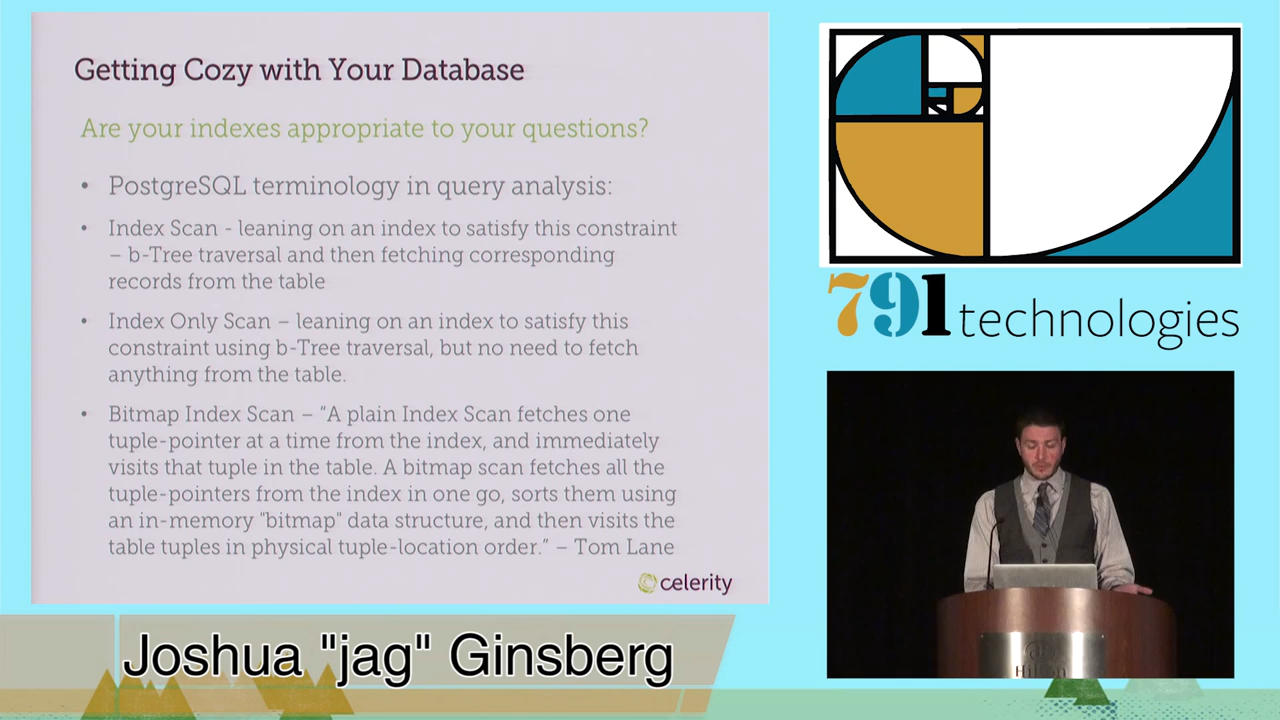 Getting Cozy with Your Database
Are your indexes appropriate to your questions?
• PostgreSQL terminology in query analysis:
• Index Scan - leaning on an index to satisfy this constraint
– b-Tree traversal and then fetching corresponding
records from the table
• Index Only Scan – leaning on an index to satisfy this
constraint using b-Tree traversal, but no need to fetch
anything from the table.
• Bitmap Index Scan – "A plain Index Scan fetches one
tuple-pointer at a time from the index, and immediately
visits that tuple in the table. A bitmap scan fetches all the
tuple-pointers from the index in one go, sorts them using
an in-memory "bitmap" data structure, and then visits the
table tuples in physical tuple-location order." – Tom Lane
celerity
791 technologies
Hilton
Joshua "jag" Ginsberg